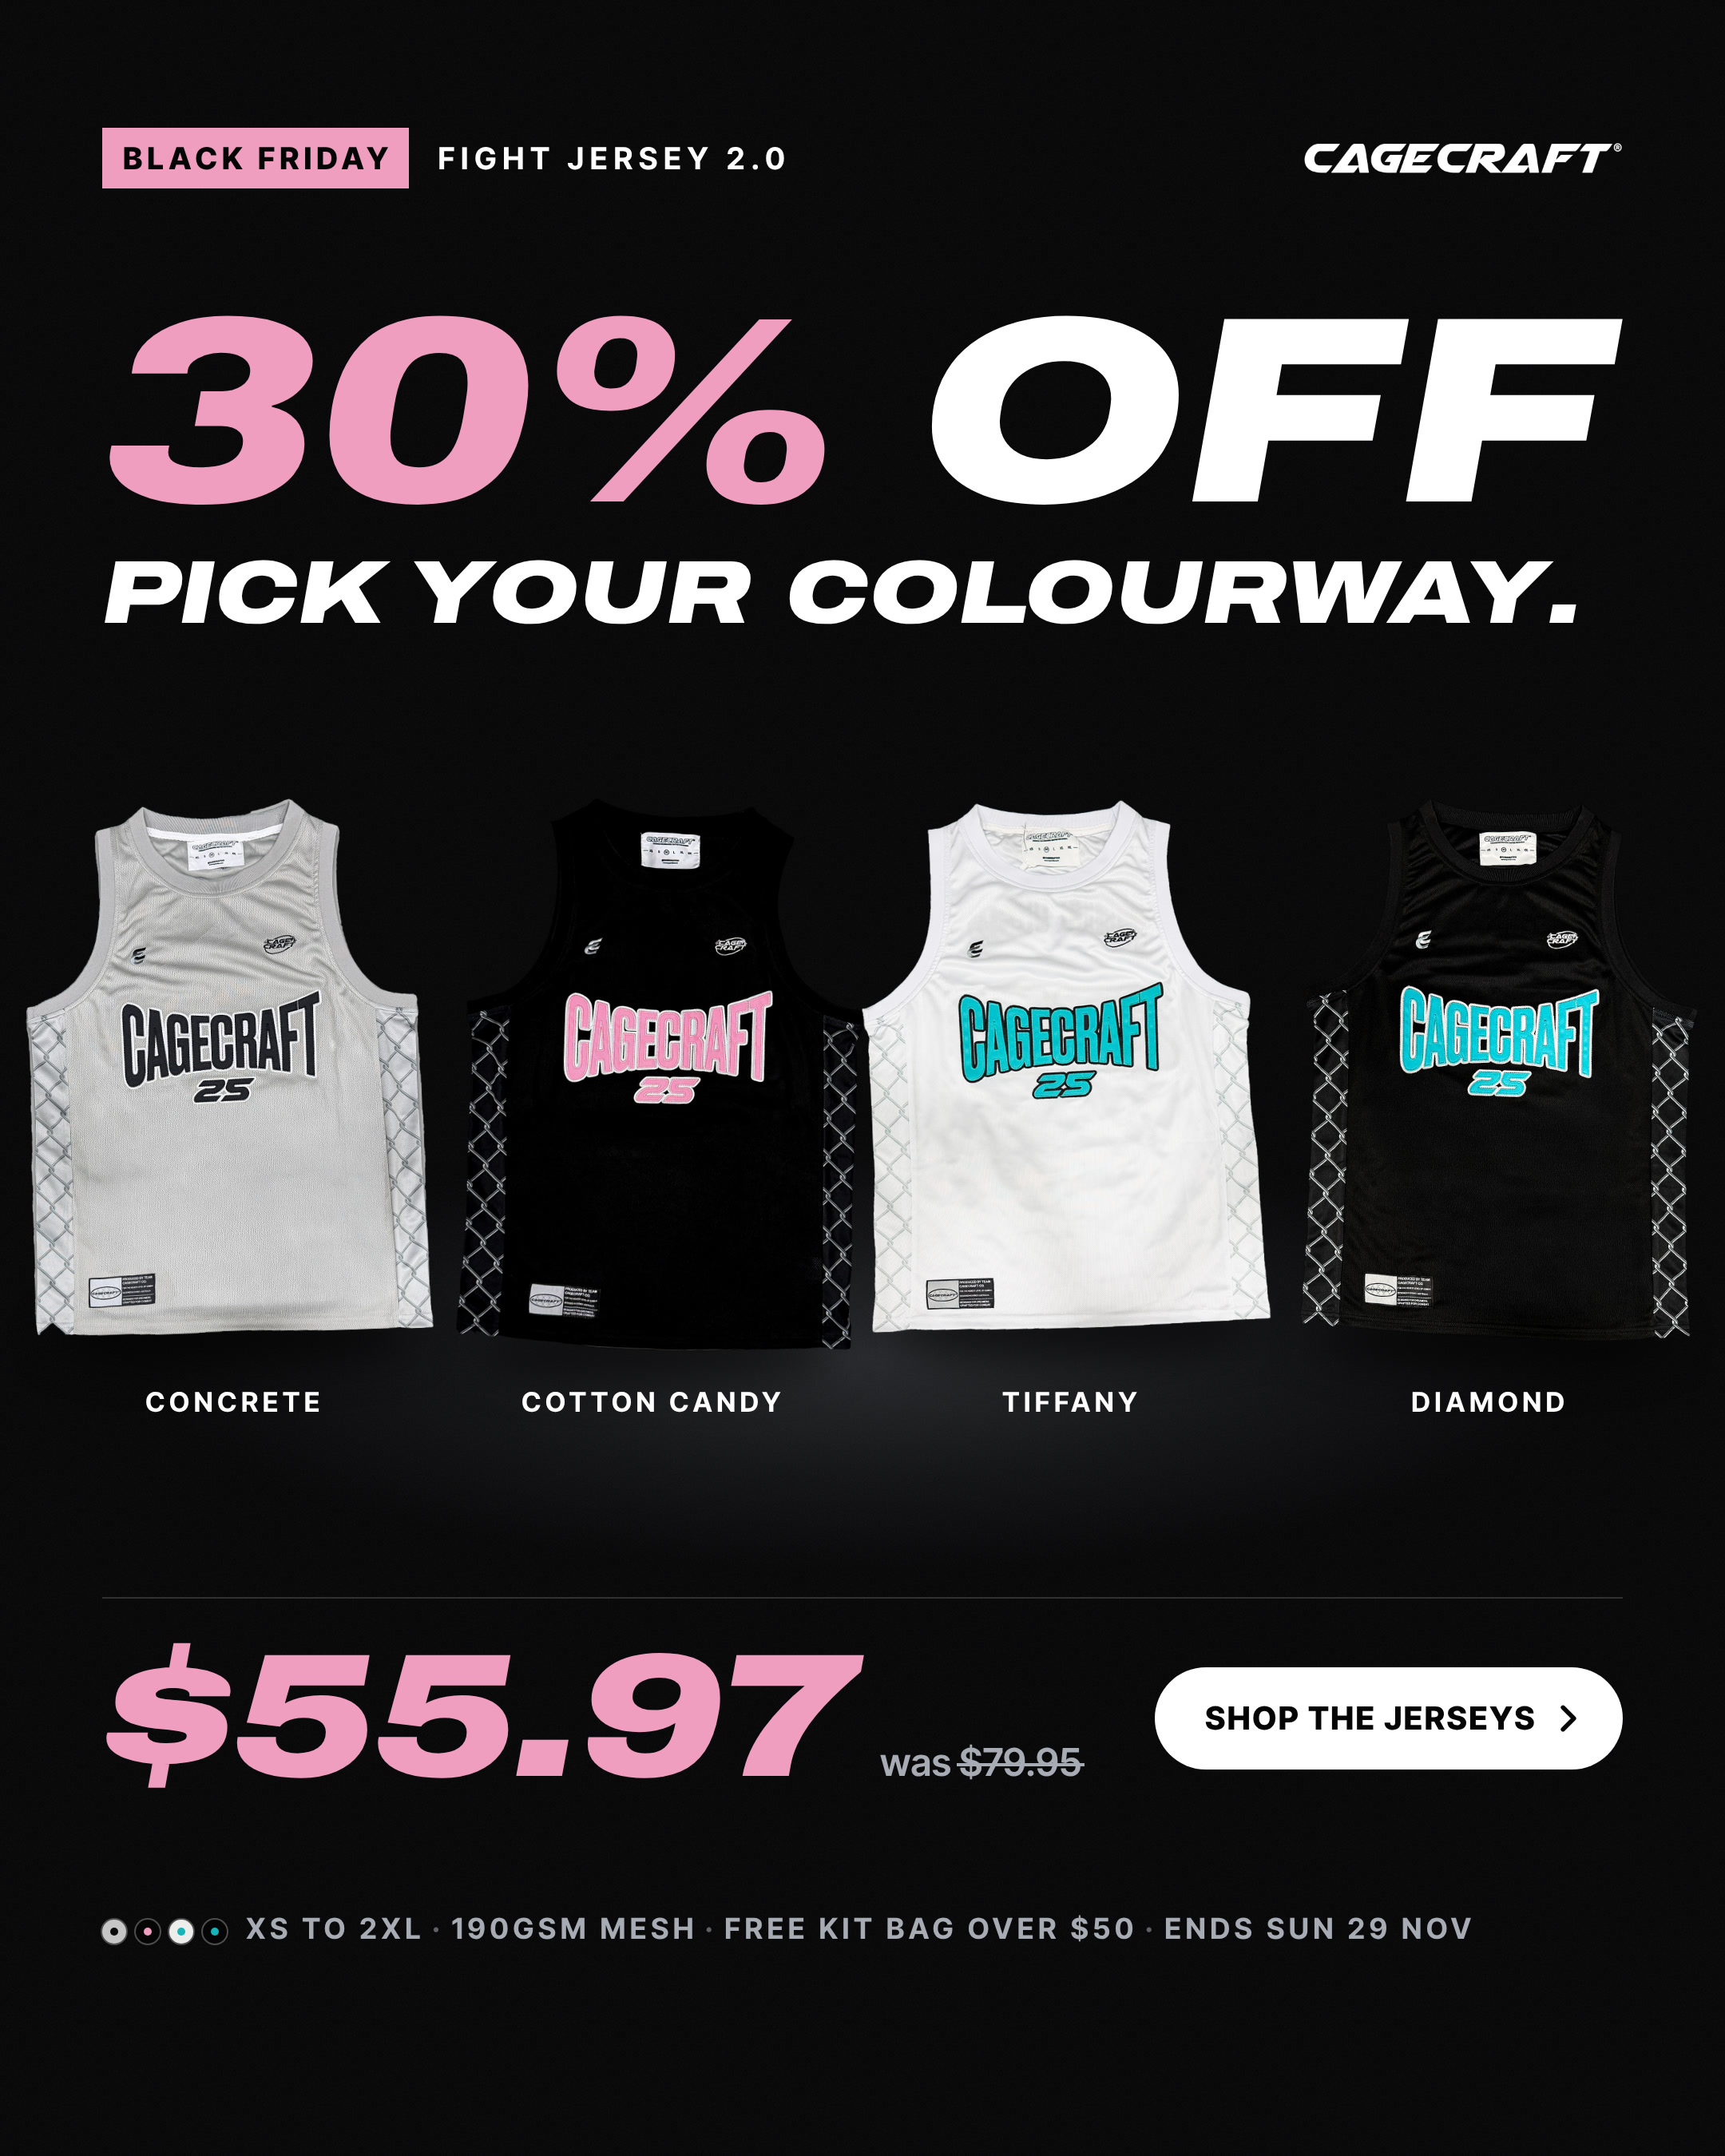 BLACK FRIDAY FIGHT JERSEY 2.0 CAGECRAFT®
30% OFF
PICK YOUR COLOURWAY.
CAGECRAFT
25
CAGECRAFT
25
CAGECRAFT
25
CAGECRAFT
25
CONCRETE COTTON CANDY TIFFANY DIAMOND
$55.97 was $79.95 SHOP THE JERSEYS
XS TO 2XL · 190GSM MESH · FREE KIT BAG OVER $50 · ENDS SUN 29 NOV